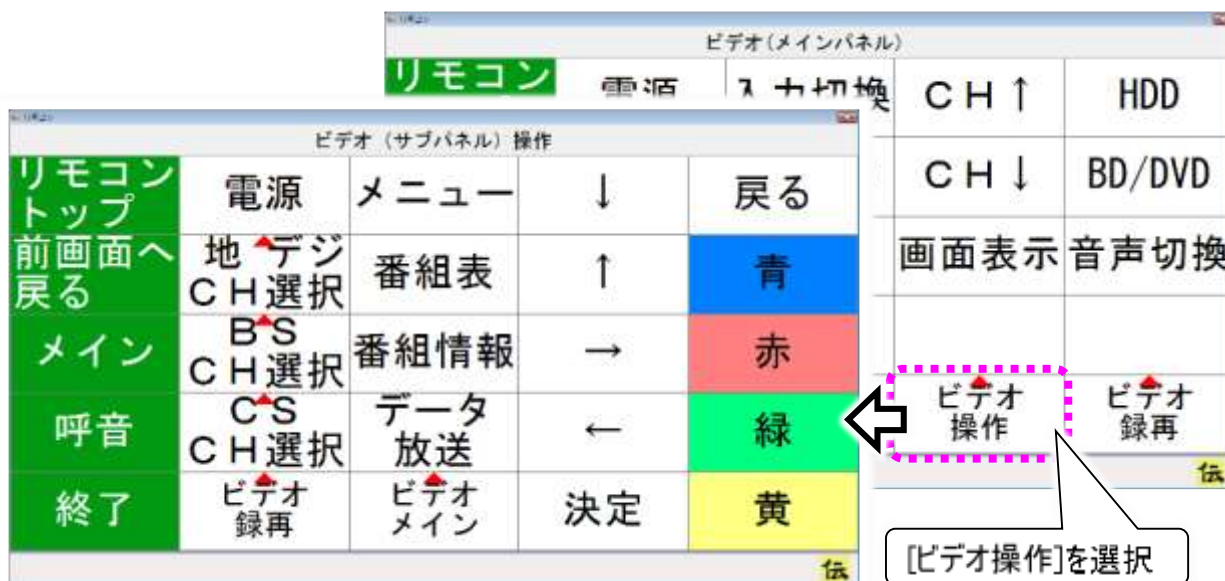 ビデオ(メインパネル)
リモコン
電源
入力切換
CH↑
HDD
CH↓
BD/DVD
画面表示
音声切換
ビデオ
操作
ビデオ
録再
伝
ビデオ（サブパネル）操作
リモコン
トップ
電源
メニュー
↓
戻る
前画面へ
戻る
地デジ
CH選択
番組表
↑
青
メイン
BS
CH選択
番組情報
→
赤
呼音
CS
CH選択
データ
放送
←
緑
終了
ビデオ
録再
ビデオ
メイン
決定
黄
伝
[ビデオ操作]を選択